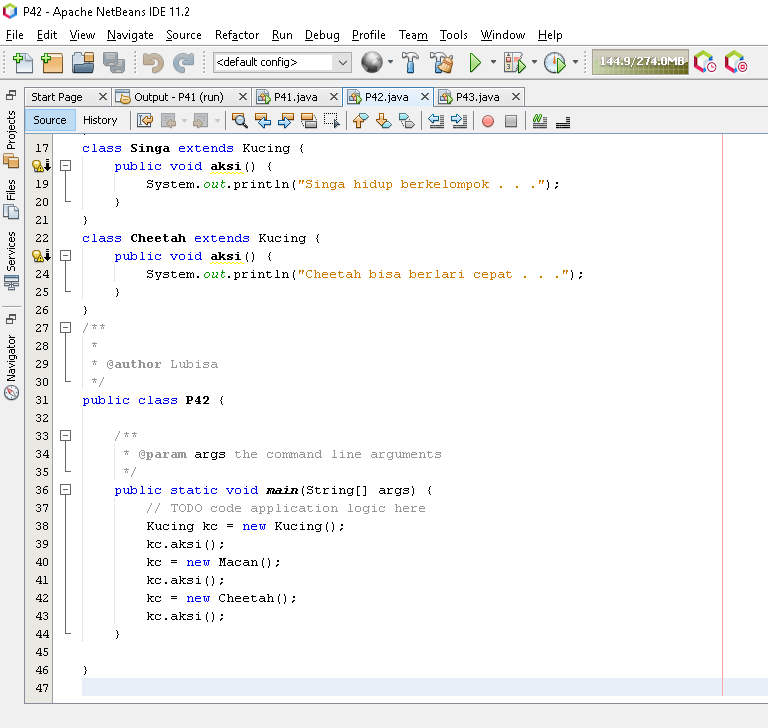 P42 - Apache NetBeans IDE 11.2
File Edit View Navigate Source Refactor Run Debug Profile Team Tools Window Help
<default config>
144.9/274.0MB
Start Page
Output - P41 (run)
P41.java
P42.java
P43.java
Source History
Projects
Files
Services
Navigator
17 class Singa extends Kucing {
public void aksi() {
19 System.out.println("Singa hidup berkelompok . . .");
20 }
21 }
22 class Cheetah extends Kucing {
public void aksi() {
24 System.out.println("Cheetah bisa berlari cepat . . .");
25 }
26 }
27 /**
28 *
29 * @author Lubisa
30 */
31 public class P42 {
32
33 /**
34 * @param args the command line arguments
35 */
36 public static void main(String[] args) {
37 // TODO code application logic here
38 Kucing kc = new Kucing();
39 kc.aksi();
40 kc = new Macan();
41 kc.aksi();
42 kc = new Cheetah();
43 kc.aksi();
44 }
45
46 }
47